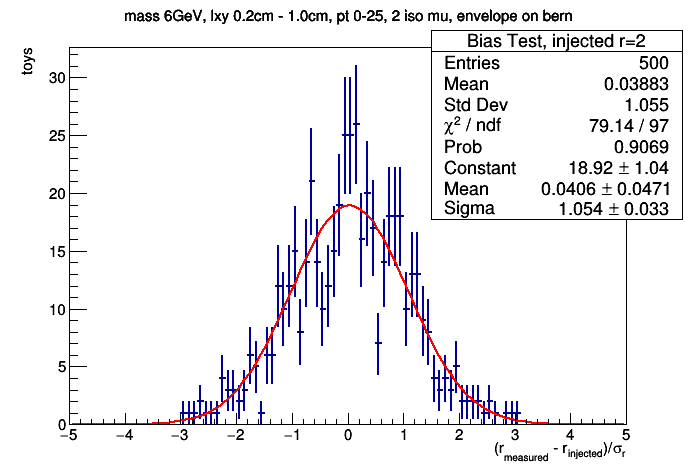 mass 6GeV, lxy 0.2cm - 1.0cm, pt 0-25, 2 iso mu, envelope on bern
Bias Test, injected r=2
Entries 500
Mean 0.03883
Std Dev 1.055
χ² / ndf 79.14 / 97
Prob 0.9069
Constant 18.92 ± 1.04
Mean 0.0406 ± 0.0471
Sigma 1.054 ± 0.033
toys
30
25
20
15
10
5
0
−5 −4 −3 −2 −1 0 1 2 3 4 5
(r_measured - r_injected)/σ_r